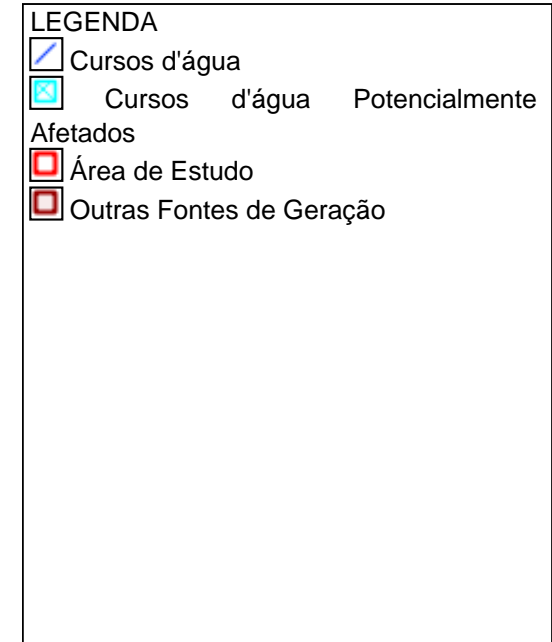 LEGENDA
Cursos d'água
Cursos d'água Potencialmente
Afetados
Área de Estudo
Outras Fontes de Geração